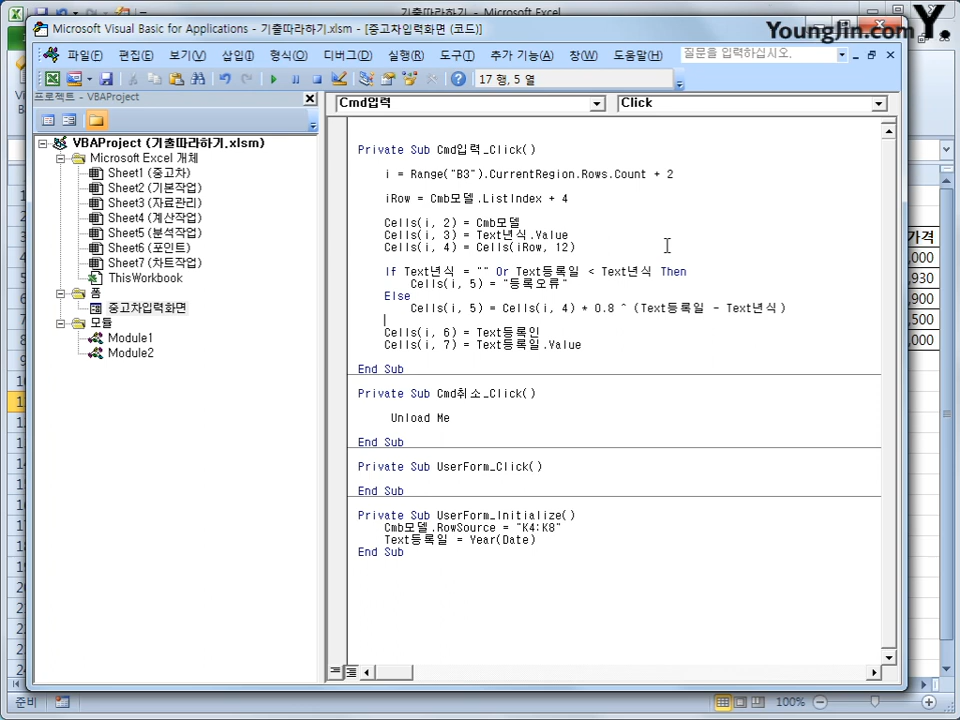 기출따라하기.xlsm - Microsoft Excel
Microsoft Visual Basic for Applications - 기출따라하기.xlsm - [중고차입력화면 (코드)]
YoungJin.com Y.
파일(F) 편집(E) 보기(V) 삽입(I) 형식(O) 디버그(D) 실행(R) 도구(T) 추가 기능(A) 창(W) 도움말(H) 질문을 입력하십시오.
17 행, 5 열
프로젝트 - VBAProject
Cmd입력 Click
VBAProject (기출따라하기.xlsm)
Microsoft Excel 개체
Sheet1 (중고차)
Sheet2 (기본작업)
Sheet3 (자료관리)
Sheet4 (계산작업)
Sheet5 (분석작업)
Sheet6 (포인트)
Sheet7 (차트작업)
ThisWorkbook
폼
중고차입력화면
모듈
Module1
Module2
Private Sub Cmd입력_Click()
i = Range("B3").CurrentRegion.Rows.Count + 2
iRow = Cmb모델.ListIndex + 4
Cells(i, 2) = Cmb모델
Cells(i, 3) = Text년식.Value
Cells(i, 4) = Cells(iRow, 12)
If Text년식 = "" Or Text등록일 < Text년식 Then
Cells(i, 5) = "등록오류"
Else
Cells(i, 5) = Cells(i, 4) * 0.8 ^ (Text등록일 - Text년식)
Cells(i, 6) = Text등록인
Cells(i, 7) = Text등록일.Value
End Sub
Private Sub Cmd취소_Click()
Unload Me
End Sub
Private Sub UserForm_Click()
End Sub
Private Sub UserForm_Initialize()
Cmb모델.RowSource = "K4:K8"
Text등록일 = Year(Date)
End Sub
가격
,000
,930
,900
,500
,000
준비
100%